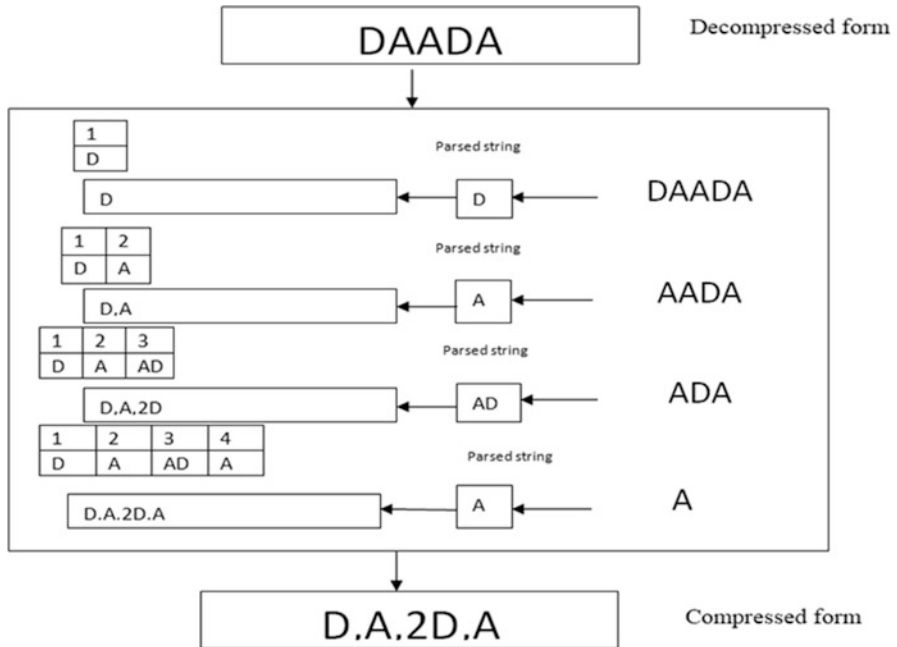 DAADA
Decompressed form
1
D
Parsed string
D
D
DAADA
1 2
D A
Parsed string
D,A
A
AADA
1 2 3
D A AD
Parsed string
D,A,2D
AD
ADA
1 2 3 4
D A AD A
Parsed string
D.A.2D.A
A
A
D,A,2D,A
Compressed form